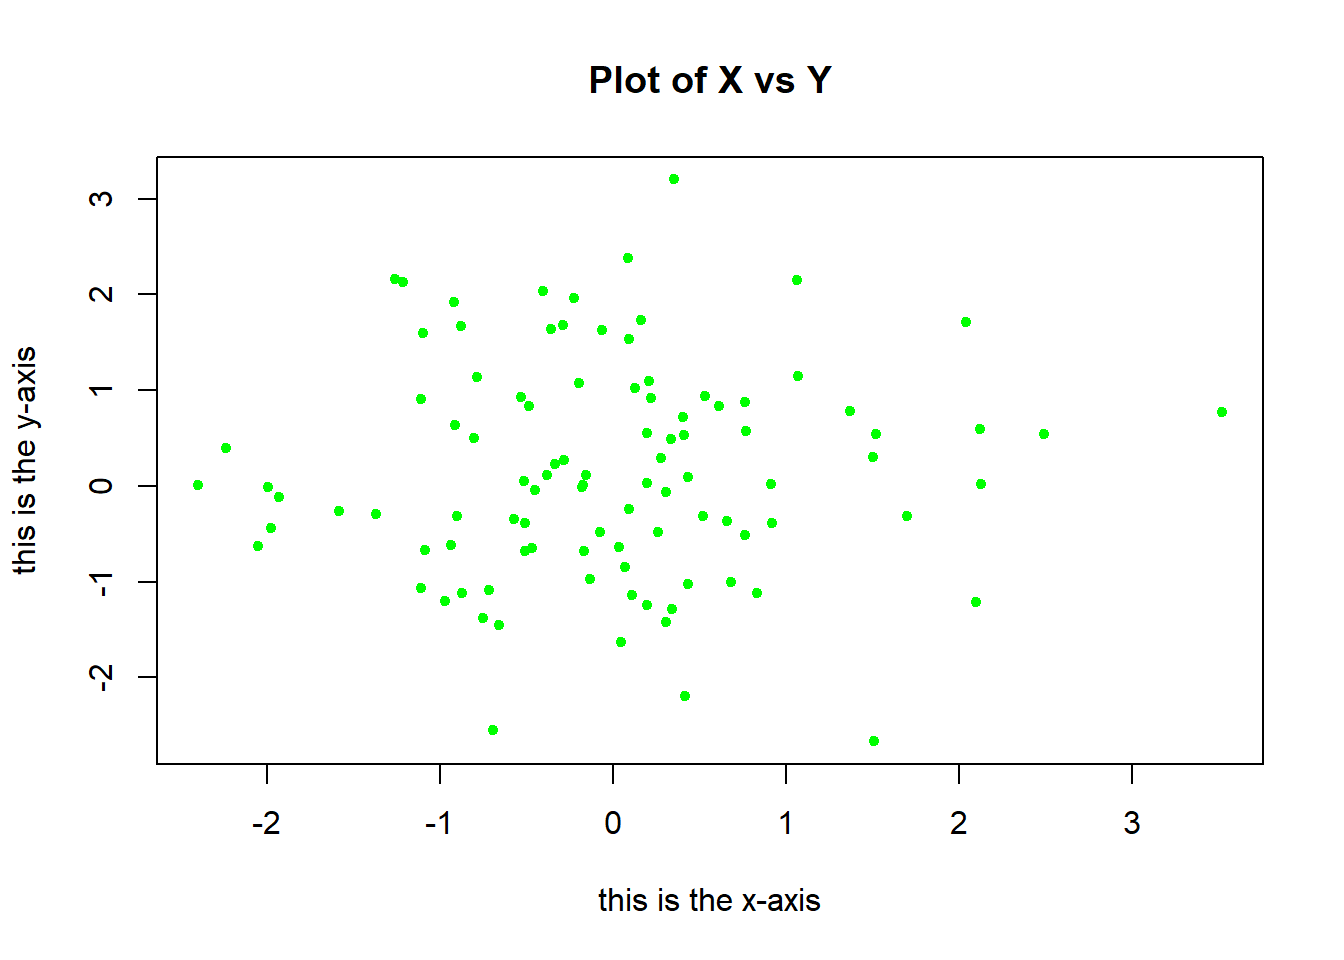 Plot of X vs Y
3
2
1
0
-1
-2
this is the y-axis
-2 -1 0 1 2 3
this is the x-axis